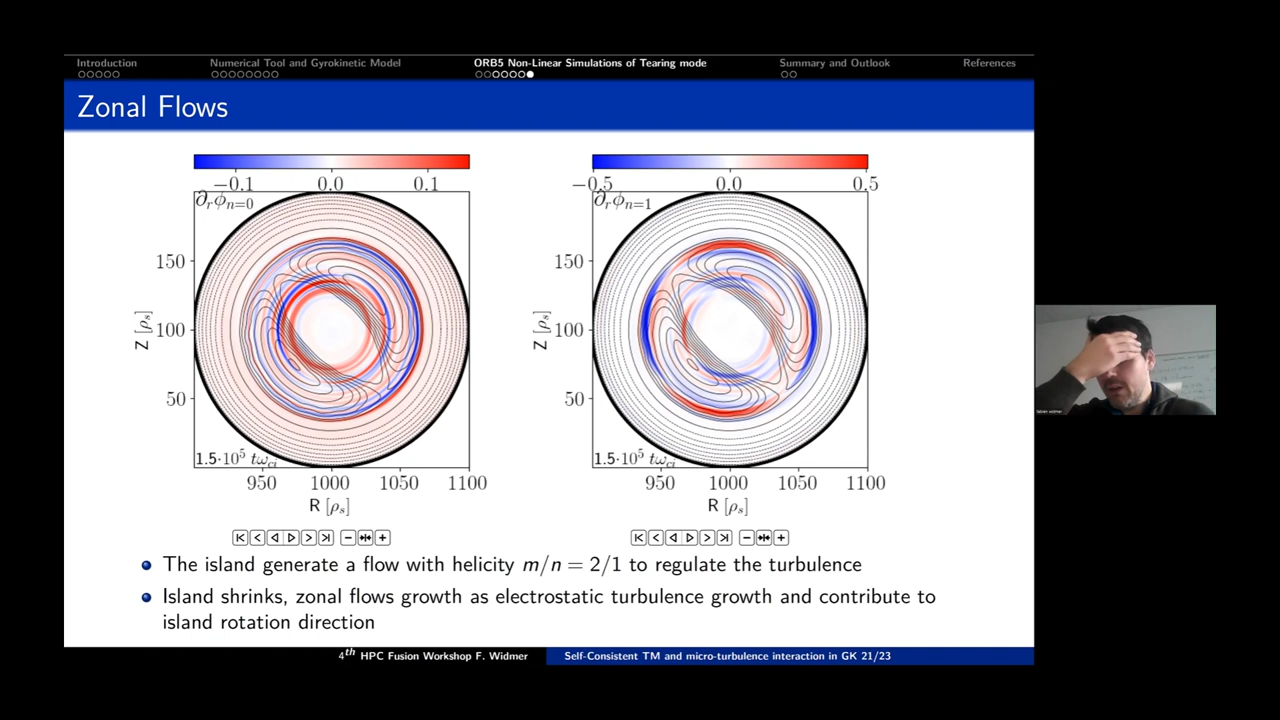 Introduction
Numerical Tool and Gyrokinetic Model
ORB5 Non-Linear Simulations of Tearing mode
Summary and Outlook
References
Zonal Flows
−0.1 0.0 0.1
∂rϕn=0
150
100
50
Z [ρs]
1.5·10⁵ tωci
950 1000 1050 1100
R [ρs]
−0.5 0.0 0.5
∂rϕn=1
150
100
50
Z [ρs]
1.5·10⁵ tωci
950 1000 1050 1100
R [ρs]
The island generate a flow with helicity m/n = 2/1 to regulate the turbulence
Island shrinks, zonal flows growth as electrostatic turbulence growth and contribute to
island rotation direction
4th HPC Fusion Workshop F. Widmer
Self-Consistent TM and micro-turbulence interaction in GK 21/23
fabien widmer